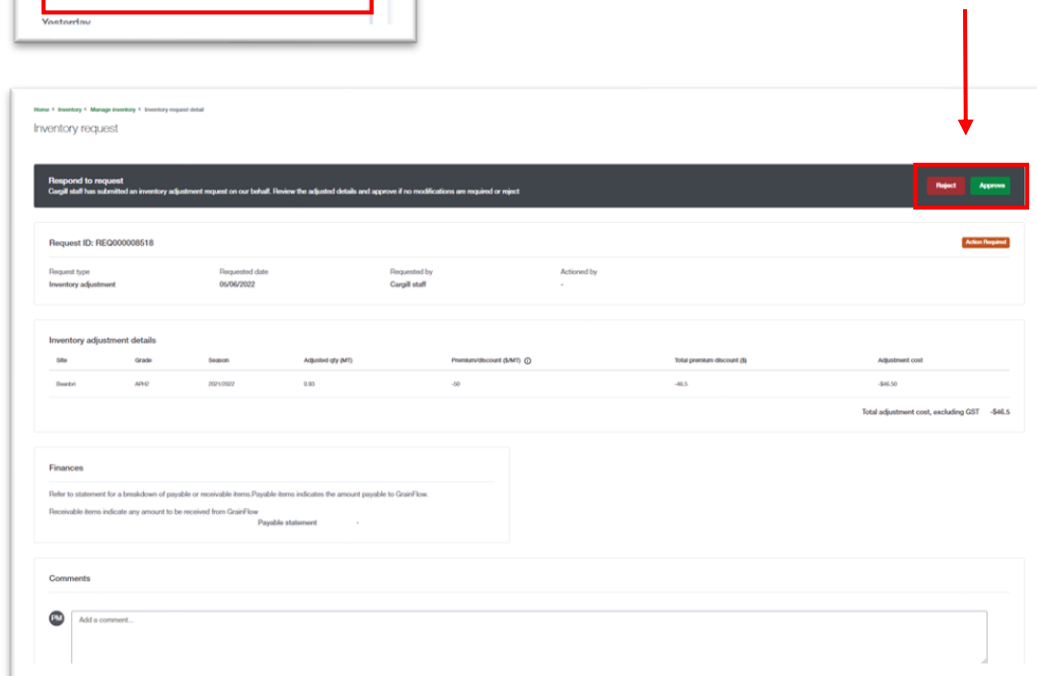 Yesterday
Home < Inventory < Manage inventory < Inventory request detail
Inventory request
Respond to request
Cargill staff has submitted an inventory adjustment request on our behalf. Review the adjusted details and approve if no modifications are required or reject
Reject Approve
Request ID: REQ000008518 Action Required
Request type Requested date Requested by Actioned by
Inventory adjustment 05/06/2022 Cargill staff -
Inventory adjustment details
Site Grade Season Adjusted qty (MT) Premium/discount ($/MT) Total premium discount ($) Adjustment cost
APH2 2021/2022 0.93 -50 -46.5 -$46.50
Total adjustment cost, excluding GST -$46.5
Finances
Refer to statement for a breakdown of payable or receivable items.Payable items indicates the amount payable to GrainFlow.
Receivable items indicate any amount to be received from GrainFlow
Payable statement -
Comments
PM Add a comment...